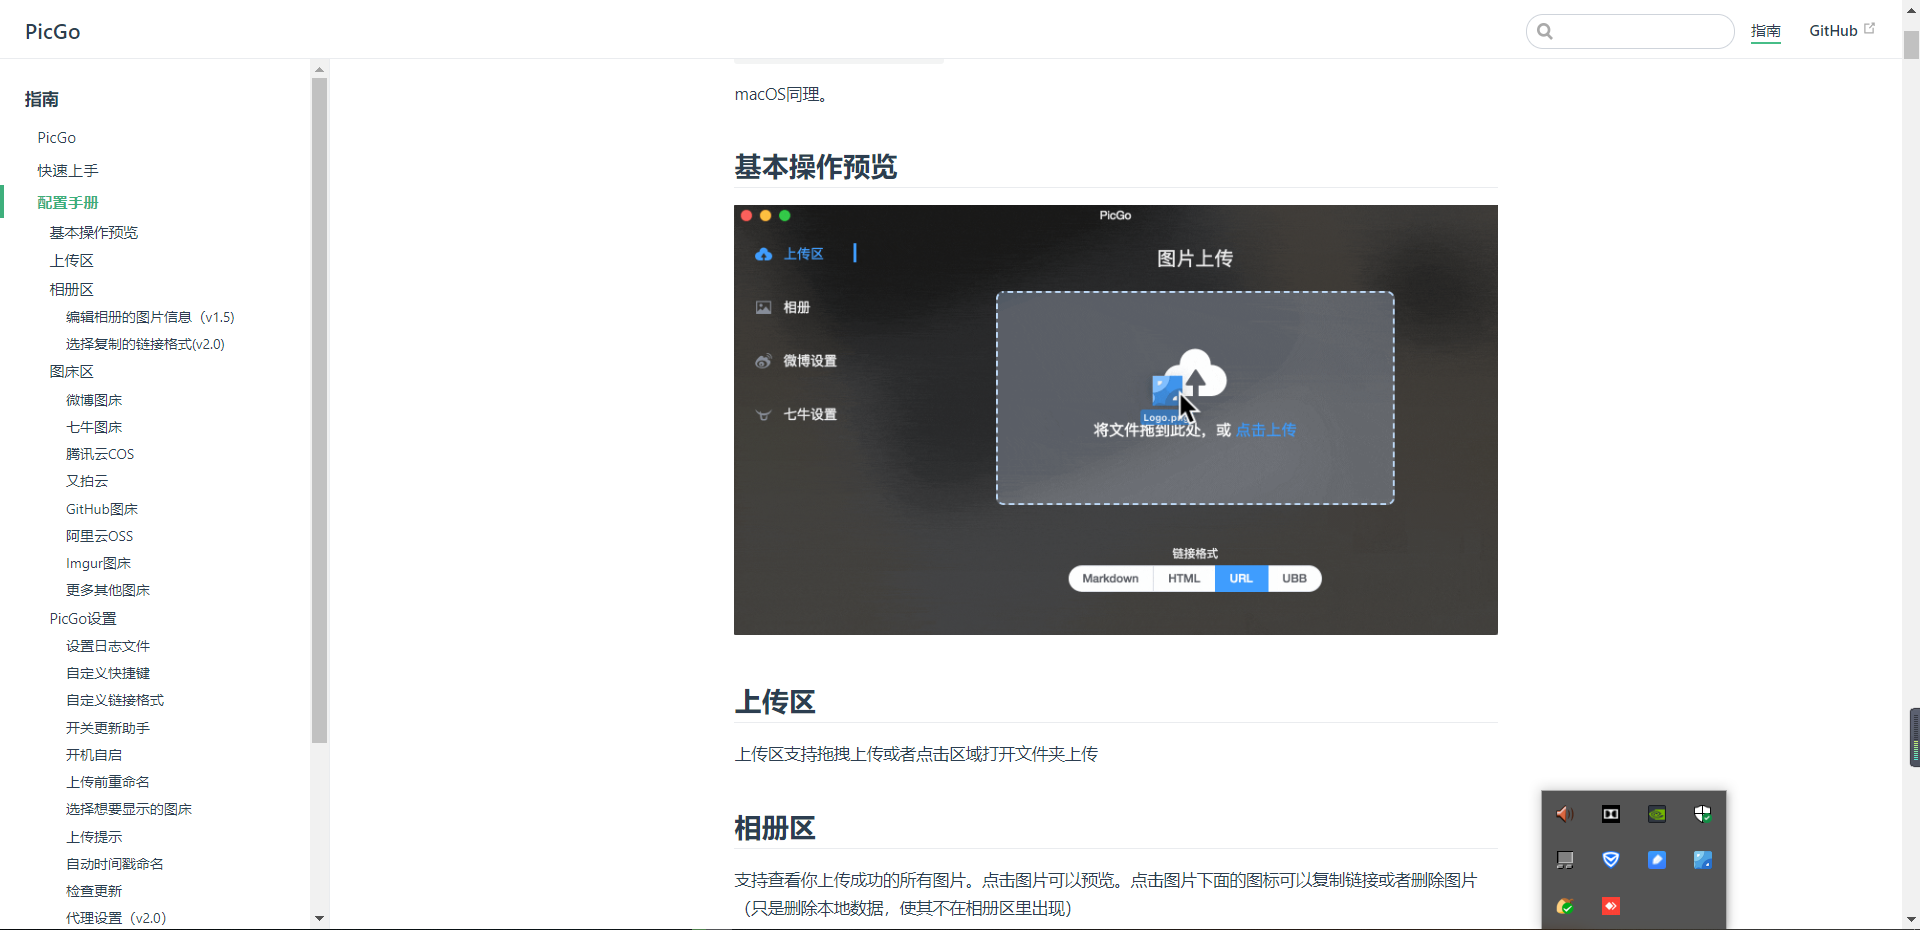 PicGo
指南
GitHub
指南
PicGo
快速上手
配置手册
基本操作预览
上传区
相册区
编辑相册的图片信息（v1.5)
选择复制的链接格式(v2.0)
图床区
微博图床
七牛图床
腾讯云COS
又拍云
GitHub图床
阿里云OSS
Imgur图床
更多其他图床
PicGo设置
设置日志文件
自定义快捷键
自定义链接格式
开关更新助手
开机自启
上传前重命名
选择想要显示的图床
上传提示
自动时间戳命名
检查更新
代理设置（v2.0）
macOS同理。
基本操作预览
PicGo
上传区
相册
微博设置
七牛设置
图片上传
将文件拖到此处，或 点击上传
链接格式
Markdown HTML URL UBB
上传区
上传区支持拖拽上传或者点击区域打开文件夹上传
相册区
支持查看你上传成功的所有图片。点击图片可以预览。点击图片下面的图标可以复制链接或者删除图片
（只是删除本地数据，使其不在相册区里出现）